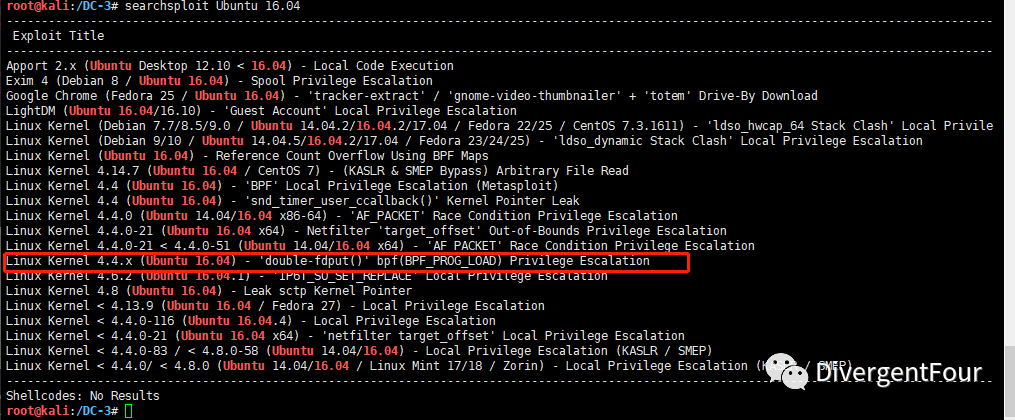 root@kali:/DC-3# searchsploit Ubuntu 16.04
Exploit Title
Apport 2.x (Ubuntu Desktop 12.10 < 16.04) - Local Code Execution
Exim 4 (Debian 8 / Ubuntu 16.04) - Spool Privilege Escalation
Google Chrome (Fedora 25 / Ubuntu 16.04) - 'tracker-extract' / 'gnome-video-thumbnailer' + 'totem' Drive-By Download
LightDM (Ubuntu 16.04/16.10) - 'Guest Account' Local Privilege Escalation
Linux Kernel (Debian 7.7/8.5/9.0 / Ubuntu 14.04.2/16.04.2/17.04 / Fedora 22/25 / CentOS 7.3.1611) - 'ldso_hwcap_64 Stack Clash' Local Privile
Linux Kernel (Debian 9/10 / Ubuntu 14.04.5/16.04.2/17.04 / Fedora 23/24/25) - 'ldso_dynamic Stack Clash' Local Privilege Escalation
Linux Kernel (Ubuntu 16.04) - Reference Count Overflow Using BPF Maps
Linux Kernel 4.14.7 (Ubuntu 16.04 / CentOS 7) - (KASLR & SMEP Bypass) Arbitrary File Read
Linux Kernel 4.4 (Ubuntu 16.04) - 'BPF' Local Privilege Escalation (Metasploit)
Linux Kernel 4.4 (Ubuntu 16.04) - 'snd_timer_user_ccallback()' Kernel Pointer Leak
Linux Kernel 4.4.0 (Ubuntu 14.04/16.04 x86-64) - 'AF_PACKET' Race Condition Privilege Escalation
Linux Kernel 4.4.0-21 (Ubuntu 16.04 x64) - Netfilter 'target_offset' Out-of-Bounds Privilege Escalation
Linux Kernel 4.4.0-21 < 4.4.0-51 (Ubuntu 14.04/16.04 x64) - 'AF_PACKET' Race Condition Privilege Escalation
Linux Kernel 4.4.x (Ubuntu 16.04) - 'double-fdput()' bpf(BPF_PROG_LOAD) Privilege Escalation
Linux Kernel 4.6.2 (Ubuntu 16.04.1) - 'IP6T_SO_SET_REPLACE' Local Privilege Escalation
Linux Kernel 4.8 (Ubuntu 16.04) - Leak sctp Kernel Pointer
Linux Kernel < 4.13.9 (Ubuntu 16.04 / Fedora 27) - Local Privilege Escalation
Linux Kernel < 4.4.0-116 (Ubuntu 16.04.4) - Local Privilege Escalation
Linux Kernel < 4.4.0-21 (Ubuntu 16.04 x64) - 'netfilter target_offset' Local Privilege Escalation
Linux Kernel < 4.4.0-83 / < 4.8.0-58 (Ubuntu 14.04/16.04) - Local Privilege Escalation (KASLR / SMEP)
Linux Kernel < 4.4.0/ < 4.8.0 (Ubuntu 14.04/16.04 / Linux Mint 17/18 / Zorin) - Local Privilege Escalation (KASLR / SMEP)
DivergentFour
Shellcodes: No Results
root@kali:/DC-3#